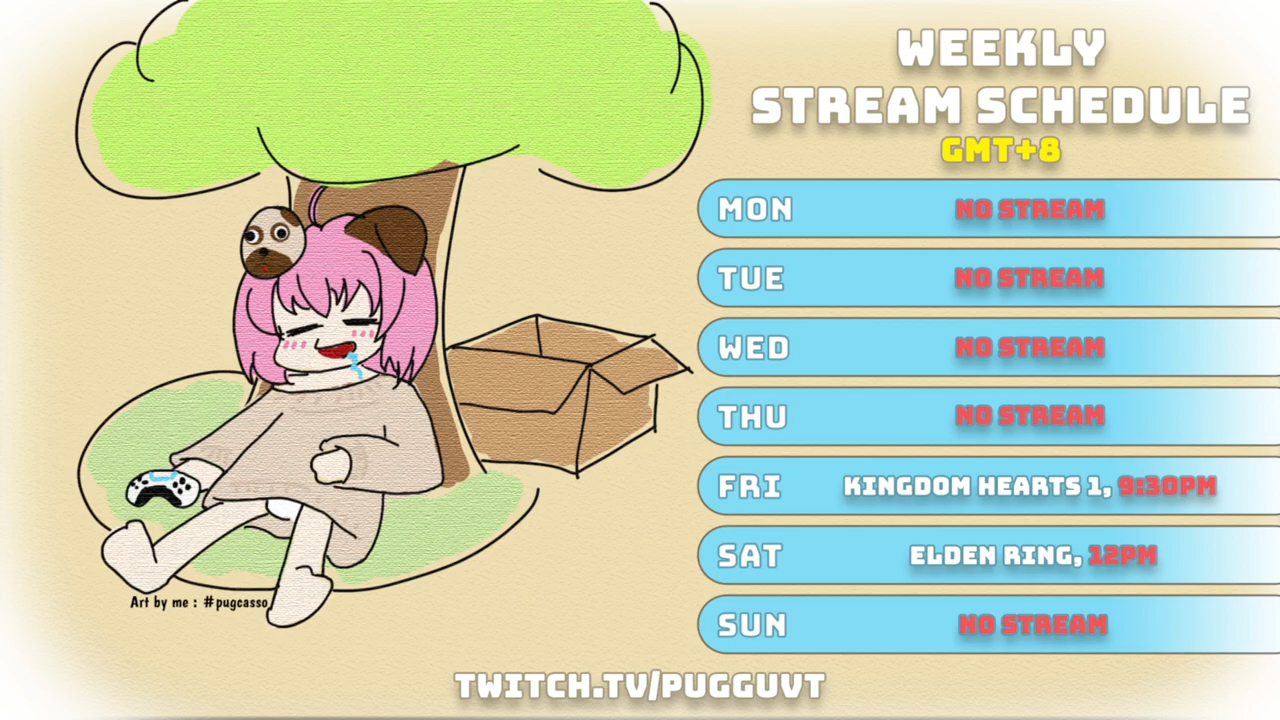 WEEKLY
STREAM SCHEDULE
GMT+8
MON NO STREAM
TUE NO STREAM
WED NO STREAM
THU NO STREAM
FRI KINGDOM HEARTS 1, 9:30PM
SAT ELDEN RING, 12PM
SUN NO STREAM
Art by me : #pugcasso
TWITCH.TV/PUGGUVT